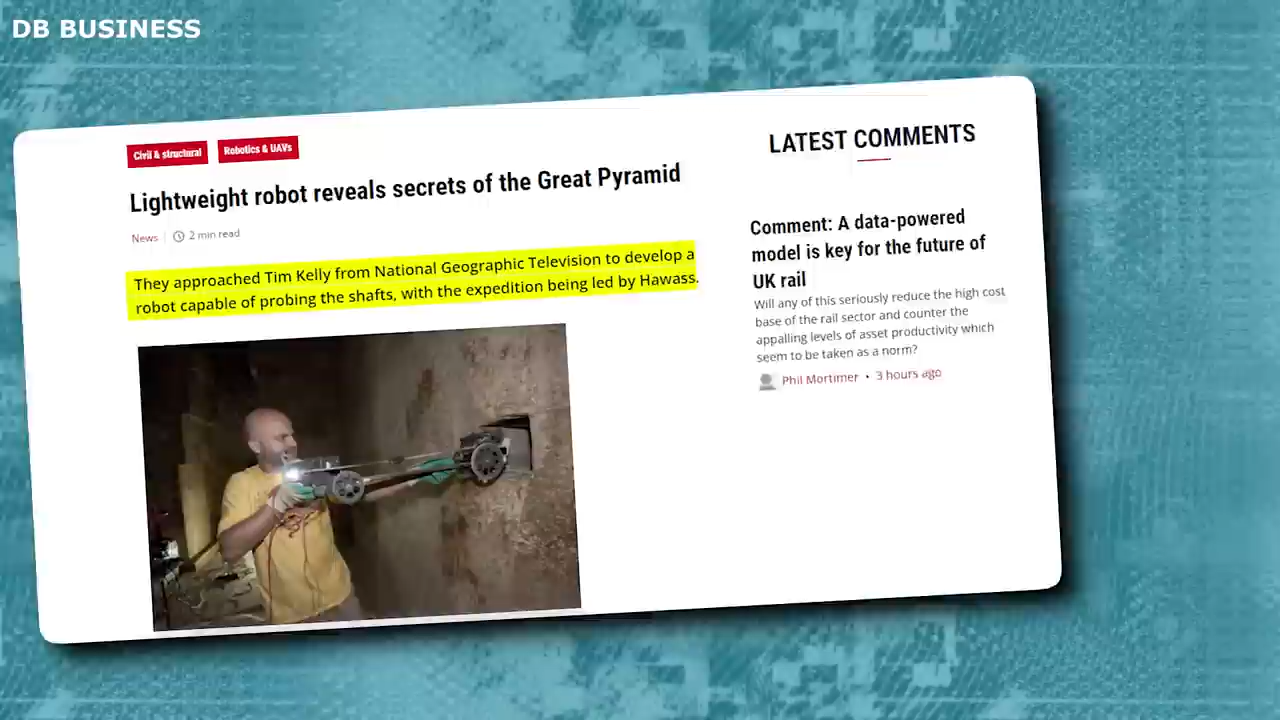 DB BUSINESS
Civil & structural
Robotics & UAVs
Lightweight robot reveals secrets of the Great Pyramid
News
2 min read
They approached Tim Kelly from National Geographic Television to develop a
robot capable of probing the shafts, with the expedition being led by Hawass.
LATEST COMMENTS
Comment: A data-powered
model is key for the future of
UK rail
Will any of this seriously reduce the high cost
base of the rail sector and counter the
appalling levels of asset productivity which
seem to be taken as a norm?
Phil Mortimer • 3 hours ago